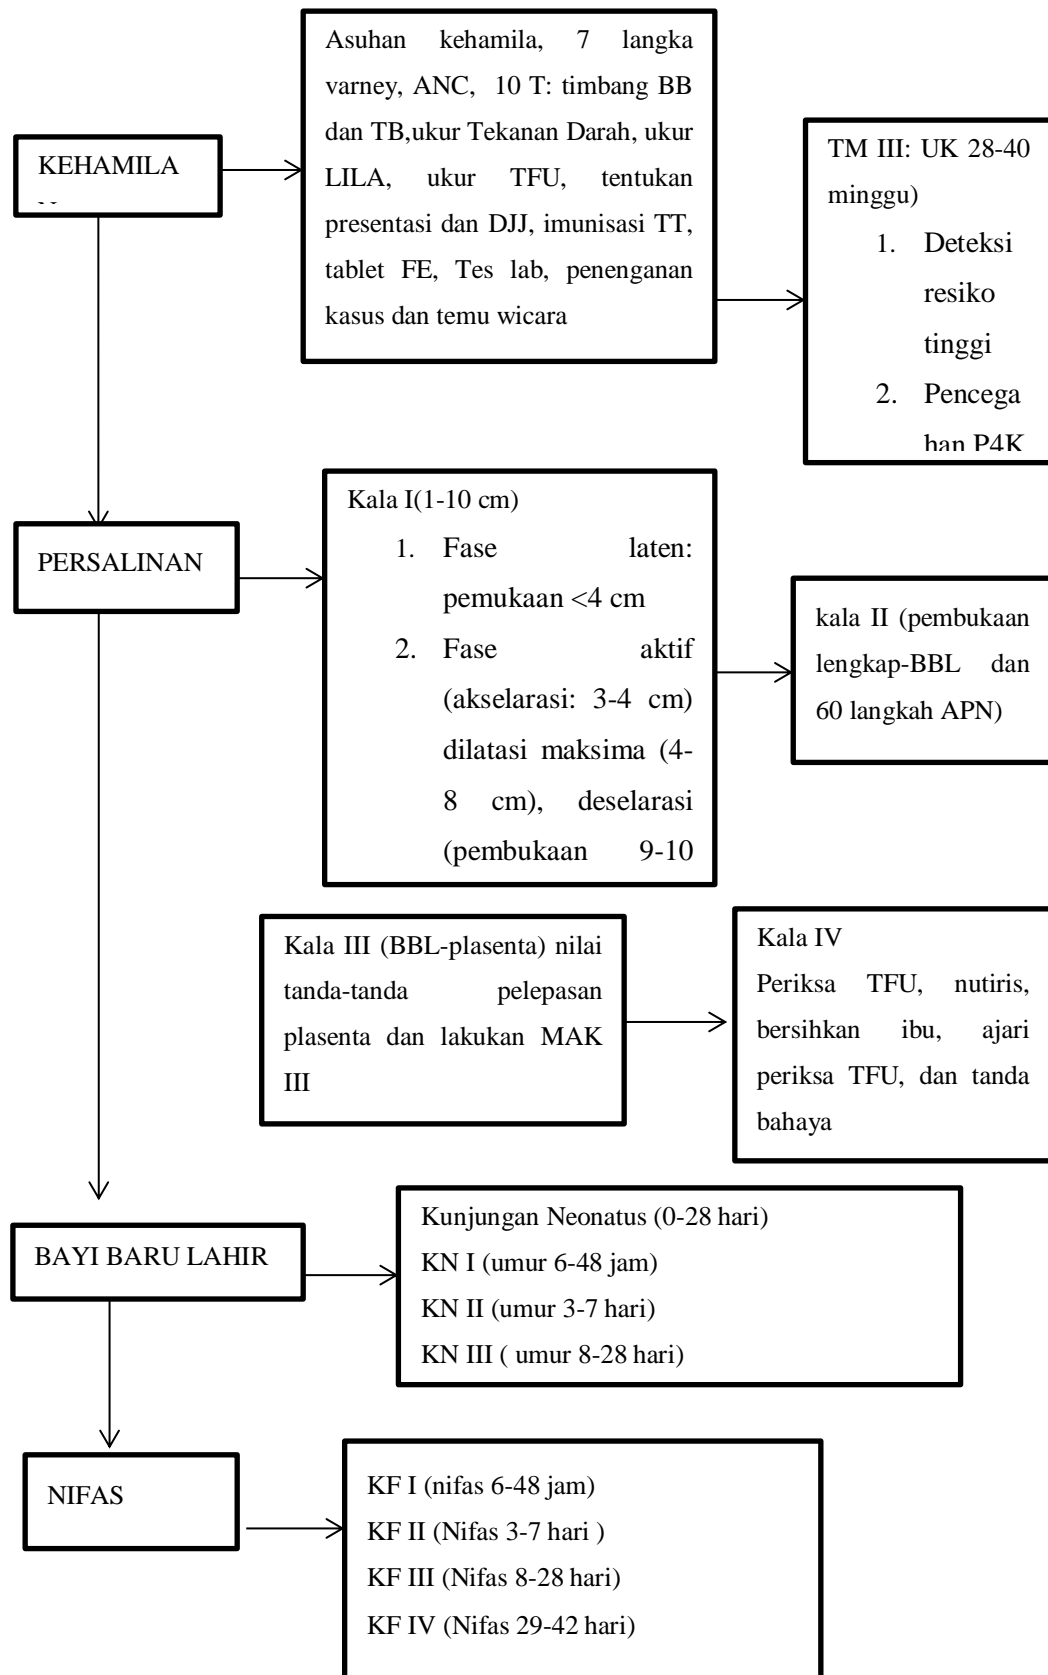 Asuhan kehamila, 7 langka
varney, ANC, 10 T: timbang BB
dan TB,ukur Tekanan Darah, ukur
LILA, ukur TFU, tentukan
presentasi dan DJJ, imunisasi TT,
tablet FE, Tes lab, penenganan
kasus dan temu wicara
KEHAMILA
TM III: UK 28-40
minggu)
1. Deteksi
resiko
tinggi
2. Pencega
han P4K
PERSALINAN
Kala I(1-10 cm)
1. Fase laten:
pemukaan <4 cm
2. Fase aktif
(akselarasi: 3-4 cm)
dilatasi maksima (4-
8 cm), deselarasi
(pembukaan 9-10
kala II (pembukaan
lengkap-BBL dan
60 langkah APN)
Kala III (BBL-plasenta) nilai
tanda-tanda pelepasan
plasenta dan lakukan MAK
III
Kala IV
Periksa TFU, nutiris,
bersihkan ibu, ajari
periksa TFU, dan tanda
bahaya
BAYI BARU LAHIR
Kunjungan Neonatus (0-28 hari)
KN I (umur 6-48 jam)
KN II (umur 3-7 hari)
KN III ( umur 8-28 hari)
NIFAS
KF I (nifas 6-48 jam)
KF II (Nifas 3-7 hari )
KF III (Nifas 8-28 hari)
KF IV (Nifas 29-42 hari)